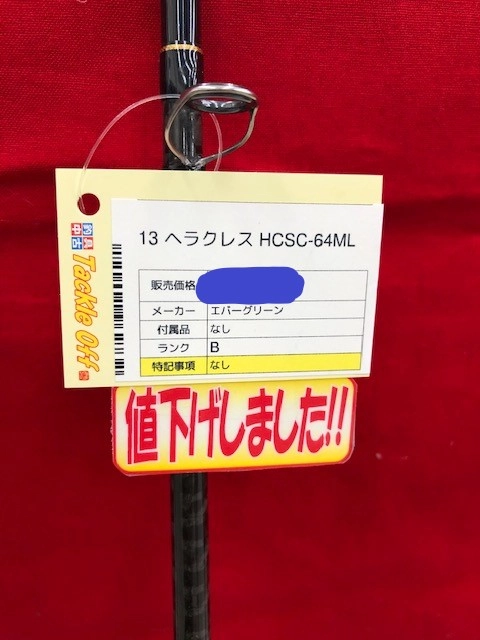 13 ヘラクレス HCSC-64ML
販売価格
メーカー エバーグリーン
付属品 なし
ランク B
特記事項 なし
釣具
中古
Tackle Off
値下げしました!!